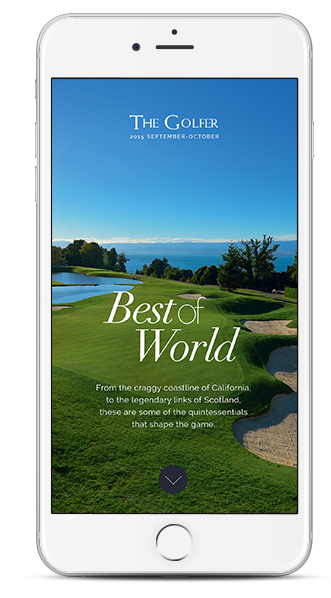 THE GOLFER
2015 SEPTEMBER-OCTOBER
Best of
World
From the craggy coastline of California,
to the legendary links of Scotland,
these are some of the quintessentials
that shape the game.